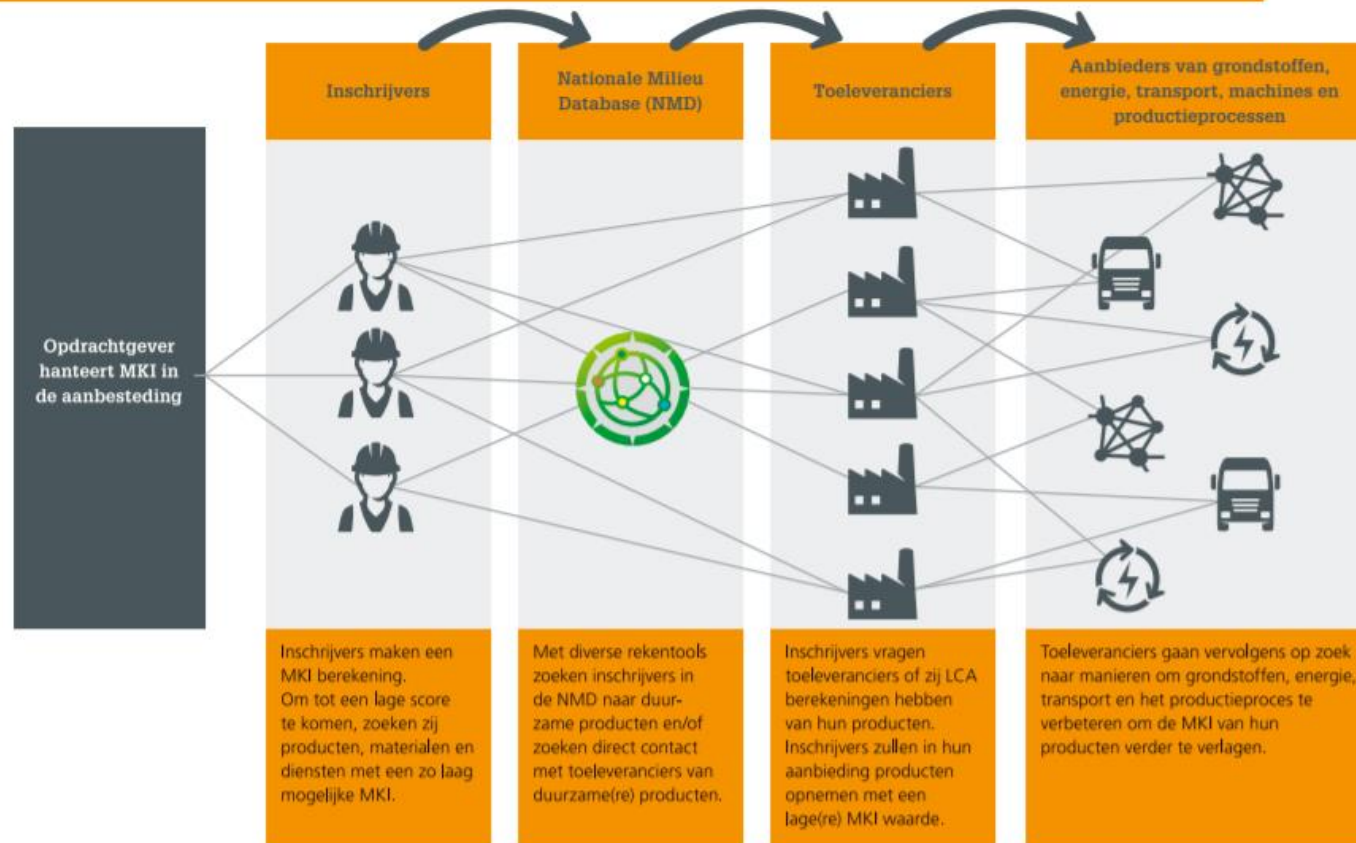 Inschrijvers
Nationale Milieu
Database (NMD)
Toeleveranciers
Aanbieders van grondstoffen,
energie, transport, machines en
productieprocessen
Opdrachtgever
hanteert MKI in
de aanbesteding
Inschrijvers maken een
MKI berekening.
Om tot een lage score
te komen, zoeken zij
producten, materialen en
diensten met een zo laag
mogelijke MKI.
Met diverse rekentools
zoeken inschrijvers in
de NMD naar duur-
zame producten en/of
zoeken direct contact
met toeleveranciers van
duurzame(re) producten.
Inschrijvers vragen
toeleveranciers of zij LCA
berekeningen hebben
van hun producten.
Inschrijvers zullen in hun
aanbieding producten
opnemen met een
lage(re) MKI waarde.
Toeleveranciers gaan vervolgens op zoek
naar manieren om grondstoffen, energie,
transport en het productieproces te
verbeteren om de MKI van hun
producten verder te verlagen.